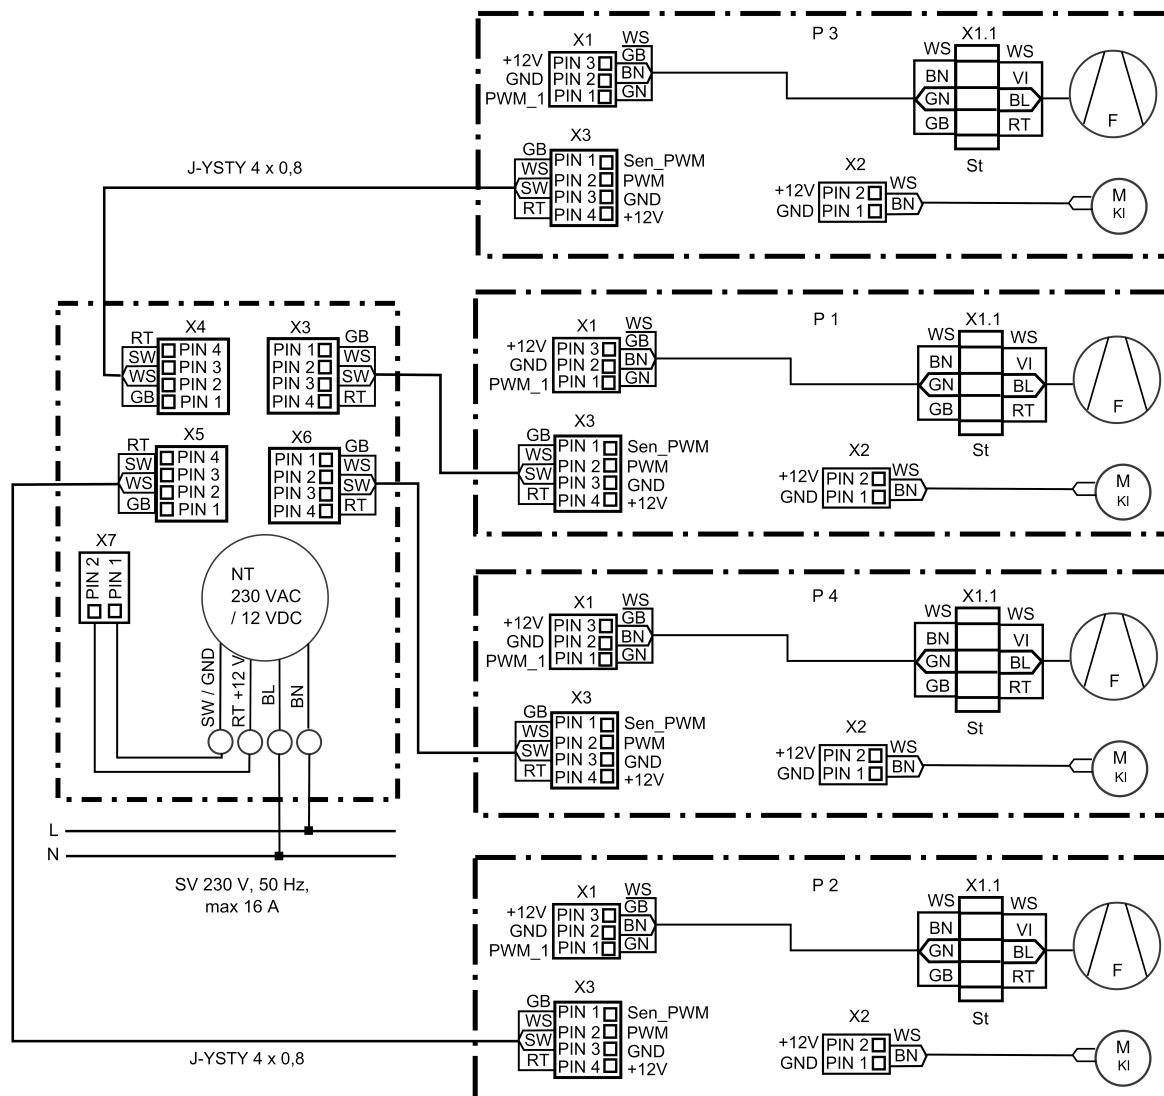 P 3
X1
WS
+12V PIN 3 GB
GND PIN 2 BN
PWM_1 PIN 1 GN
X1.1
WS WS
BN VI
GN BL
GB RT
St
F
X3
GB PIN 1 Sen_PWM
WS PIN 2 PWM
SW PIN 3 GND
RT PIN 4 +12V
X2
+12V PIN 2 WS
GND PIN 1 BN
M
KI
J-YSTY 4 x 0,8
X4
RT PIN 4
SW PIN 3
WS PIN 2
GB PIN 1
X3
PIN 1 GB
PIN 2 WS
PIN 3 SW
PIN 4 RT
X5
RT PIN 4
SW PIN 3
WS PIN 2
GB PIN 1
X6
PIN 1 GB
PIN 2 WS
PIN 3 SW
PIN 4 RT
X7
PIN 2
PIN 1
NT
230 VAC
/ 12 VDC
SW / GND
RT +12 V
BL
BN
L
N
SV 230 V, 50 Hz,
max 16 A
P 1
X1
WS
+12V PIN 3 GB
GND PIN 2 BN
PWM_1 PIN 1 GN
X1.1
WS WS
BN VI
GN BL
GB RT
St
F
X3
GB PIN 1 Sen_PWM
WS PIN 2 PWM
SW PIN 3 GND
RT PIN 4 +12V
X2
+12V PIN 2 WS
GND PIN 1 BN
M
KI
P 4
X1
WS
+12V PIN 3 GB
GND PIN 2 BN
PWM_1 PIN 1 GN
X1.1
WS WS
BN VI
GN BL
GB RT
St
F
X3
GB PIN 1 Sen_PWM
WS PIN 2 PWM
SW PIN 3 GND
RT PIN 4 +12V
X2
+12V PIN 2 WS
GND PIN 1 BN
M
KI
P 2
X1
WS
+12V PIN 3 GB
GND PIN 2 BN
PWM_1 PIN 1 GN
X1.1
WS WS
BN VI
GN BL
GB RT
St
F
X3
GB PIN 1 Sen_PWM
WS PIN 2 PWM
SW PIN 3 GND
RT PIN 4 +12V
X2
+12V PIN 2 WS
GND PIN 1 BN
M
KI
J-YSTY 4 x 0,8